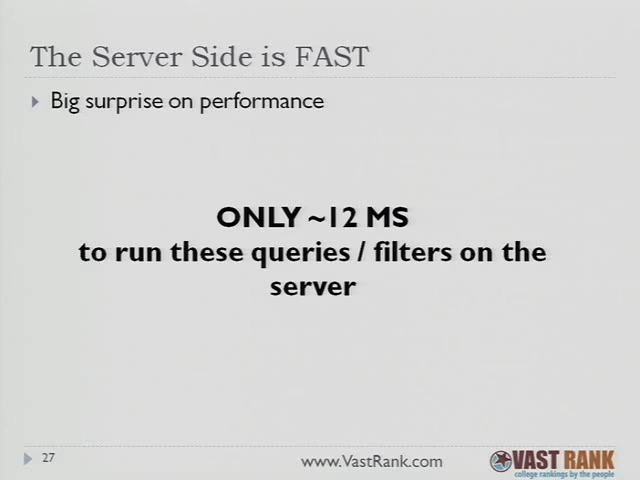 The Server Side is FAST
Big surprise on performance
ONLY ~12 MS
to run these queries / filters on the
server
27
www.VastRank.com
VAST RANK
college rankings by the people